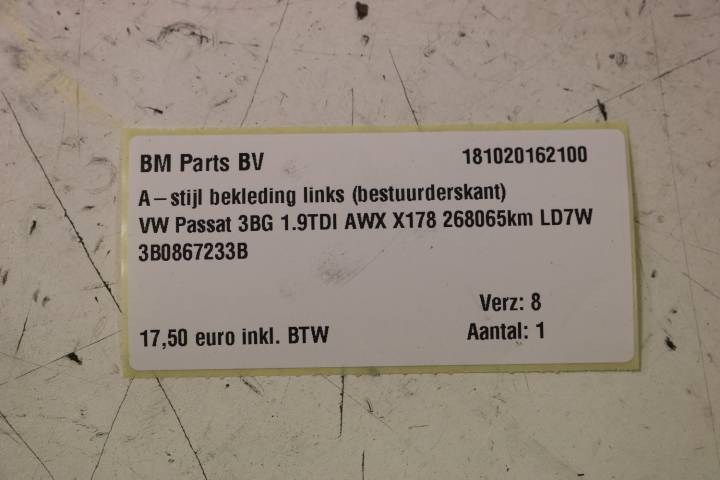 BM Parts BV 181020162100
A-stijl bekleding links (bestuurderskant)
VW Passat 3BG 1.9TDI AWX X178 268065km LD7W
3B0867233B
Verz: 8
17,50 euro inkl. BTW Aantal: 1